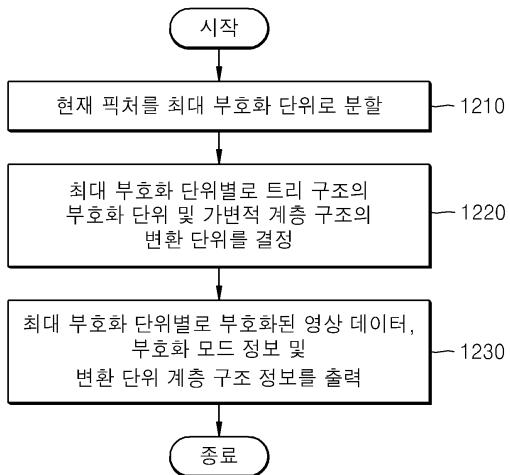 시작
현재 픽처를 최대 부호화 단위로 분할
1210
최대 부호화 단위별로 트리 구조의
부호화 단위 및 가변적 계층 구조의
변환 단위를 결정
1220
최대 부호화 단위별로 부호화된 영상 데이터,
부호화 모드 정보 및
변환 단위 계층 구조 정보를 출력
1230
종료